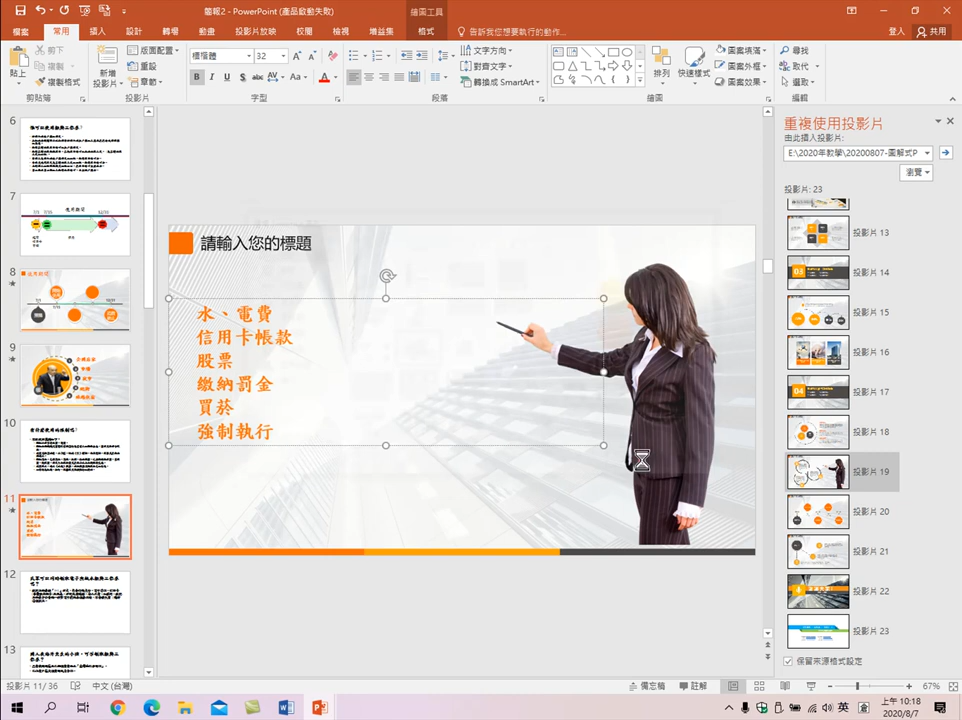 簡報2 - PowerPoint (產品啟動失敗)
繪圖工具
檔案
常用
插入
設計
轉場
動畫
投影片放映
校閱
檢視
增益集
格式
告訴我您想要執行的動作...
登入
共用
貼上
剪下
複製
複製格式
剪貼簿
新增
投影片
版面配置
重設
章節
投影片
標楷體
32
B I U S abc AV Aa A
字型
文字方向
對齊文字
轉換成 SmartArt
段落
排列
快速樣式
圖案填滿
圖案外框
圖案效果
繪圖
尋找
取代
選取
編輯
6
7
8
9
10
11
12
13
請輸入您的標題
水、電費
信用卡帳款
股票
繳納罰金
買菸
強制執行
重複使用投影片
由此插入投影片:
E:\2020年教學\20200807-圖解式P
瀏覽
投影片: 23
投影片 13
投影片 14
投影片 15
投影片 16
投影片 17
投影片 18
投影片 19
投影片 20
投影片 21
投影片 22
投影片 23
保留來源格式設定
投影片 11/ 36
中文 (台灣)
備忘稿
註解
67%
英
上午 10:18
2020/8/7